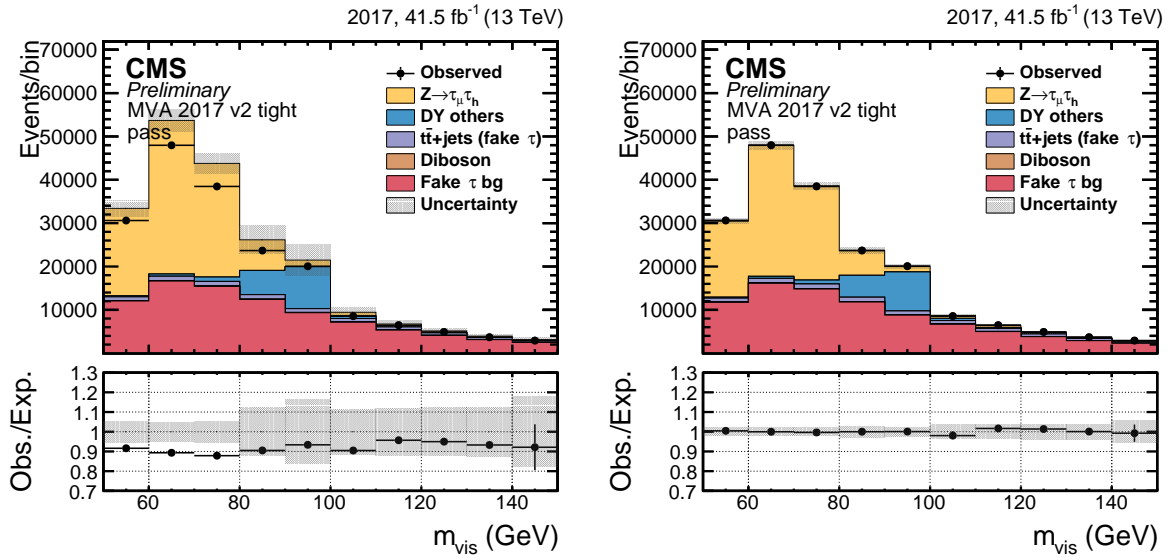 2017, 41.5 fb⁻¹ (13 TeV)
Events/bin
70000
60000
50000
40000
30000
20000
10000
CMS
Preliminary
MVA 2017 v2 tight
pass
Observed
Z→τ_μτ_h
DY others
tt̄+jets (fake τ)
Diboson
Fake τ bg
Uncertainty
Obs./Exp.
1.3
1.2
1.1
1
0.9
0.8
0.7
60 80 100 120 140
m_vis (GeV)
2017, 41.5 fb⁻¹ (13 TeV)
Events/bin
70000
60000
50000
40000
30000
20000
10000
CMS
Preliminary
MVA 2017 v2 tight
pass
Observed
Z→τ_μτ_h
DY others
tt̄+jets (fake τ)
Diboson
Fake τ bg
Uncertainty
Obs./Exp.
1.3
1.2
1.1
1
0.9
0.8
0.7
60 80 100 120 140
m_vis (GeV)